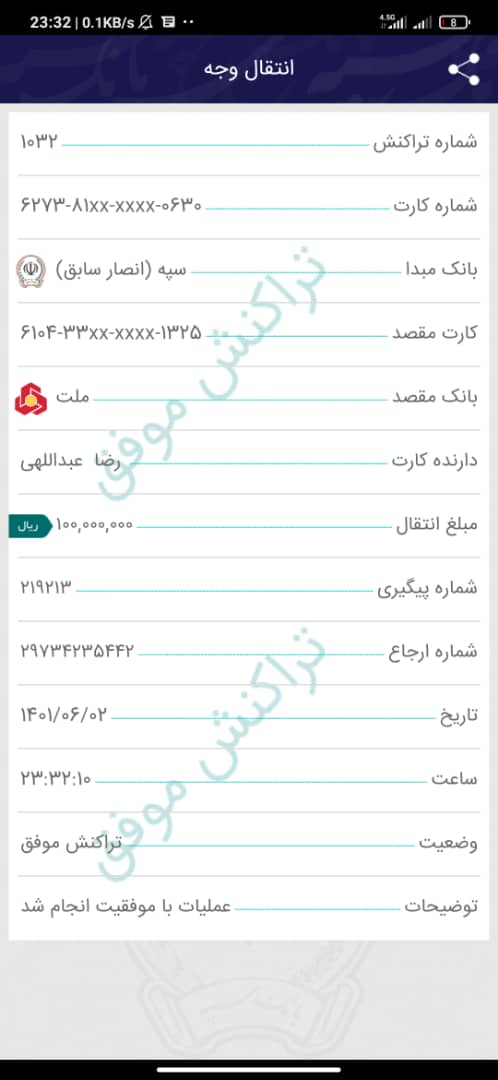 23:32 | 0.1KB/s
4.5G
8
انتقال وجه
شماره تراکنش ۱۰۳۲
شماره کارت ۶۲۷۳-۸۱xx-xxxx-۰۶۳۰
بانک مبدا سپه (انصار سابق)
کارت مقصد ۶۱۰۴-۳۳xx-xxxx-۱۳۲۵
بانک مقصد ملت
دارنده کارت رضا عبداللهی
مبلغ انتقال ۱۰۰,۰۰۰,۰۰۰ ریال
شماره پیگیری ۲۱۹۲۱۳
شماره ارجاع ۲۹۷۳۴۲۳۵۴۴۲
تاریخ ۱۴۰۱/۰۶/۰۲
ساعت ۲۳:۳۲:۱۰
وضعیت تراکنش موفق
توضیحات عملیات با موفقیت انجام شد
تراکنش موفق
تراکنش موفق